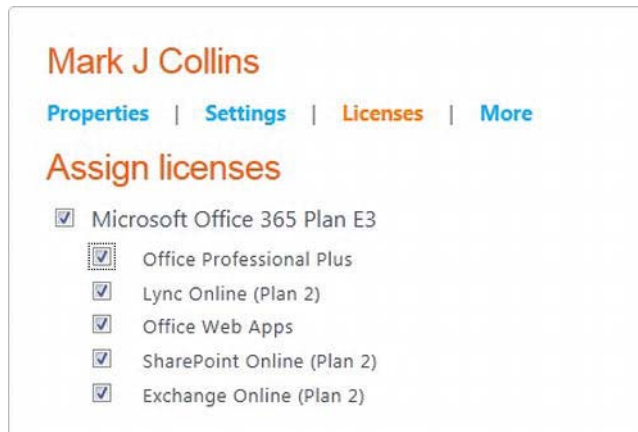 Mark J Collins
Properties | Settings | Licenses | More
Assign licenses
Microsoft Office 365 Plan E3
Office Professional Plus
Lync Online (Plan 2)
Office Web Apps
SharePoint Online (Plan 2)
Exchange Online (Plan 2)